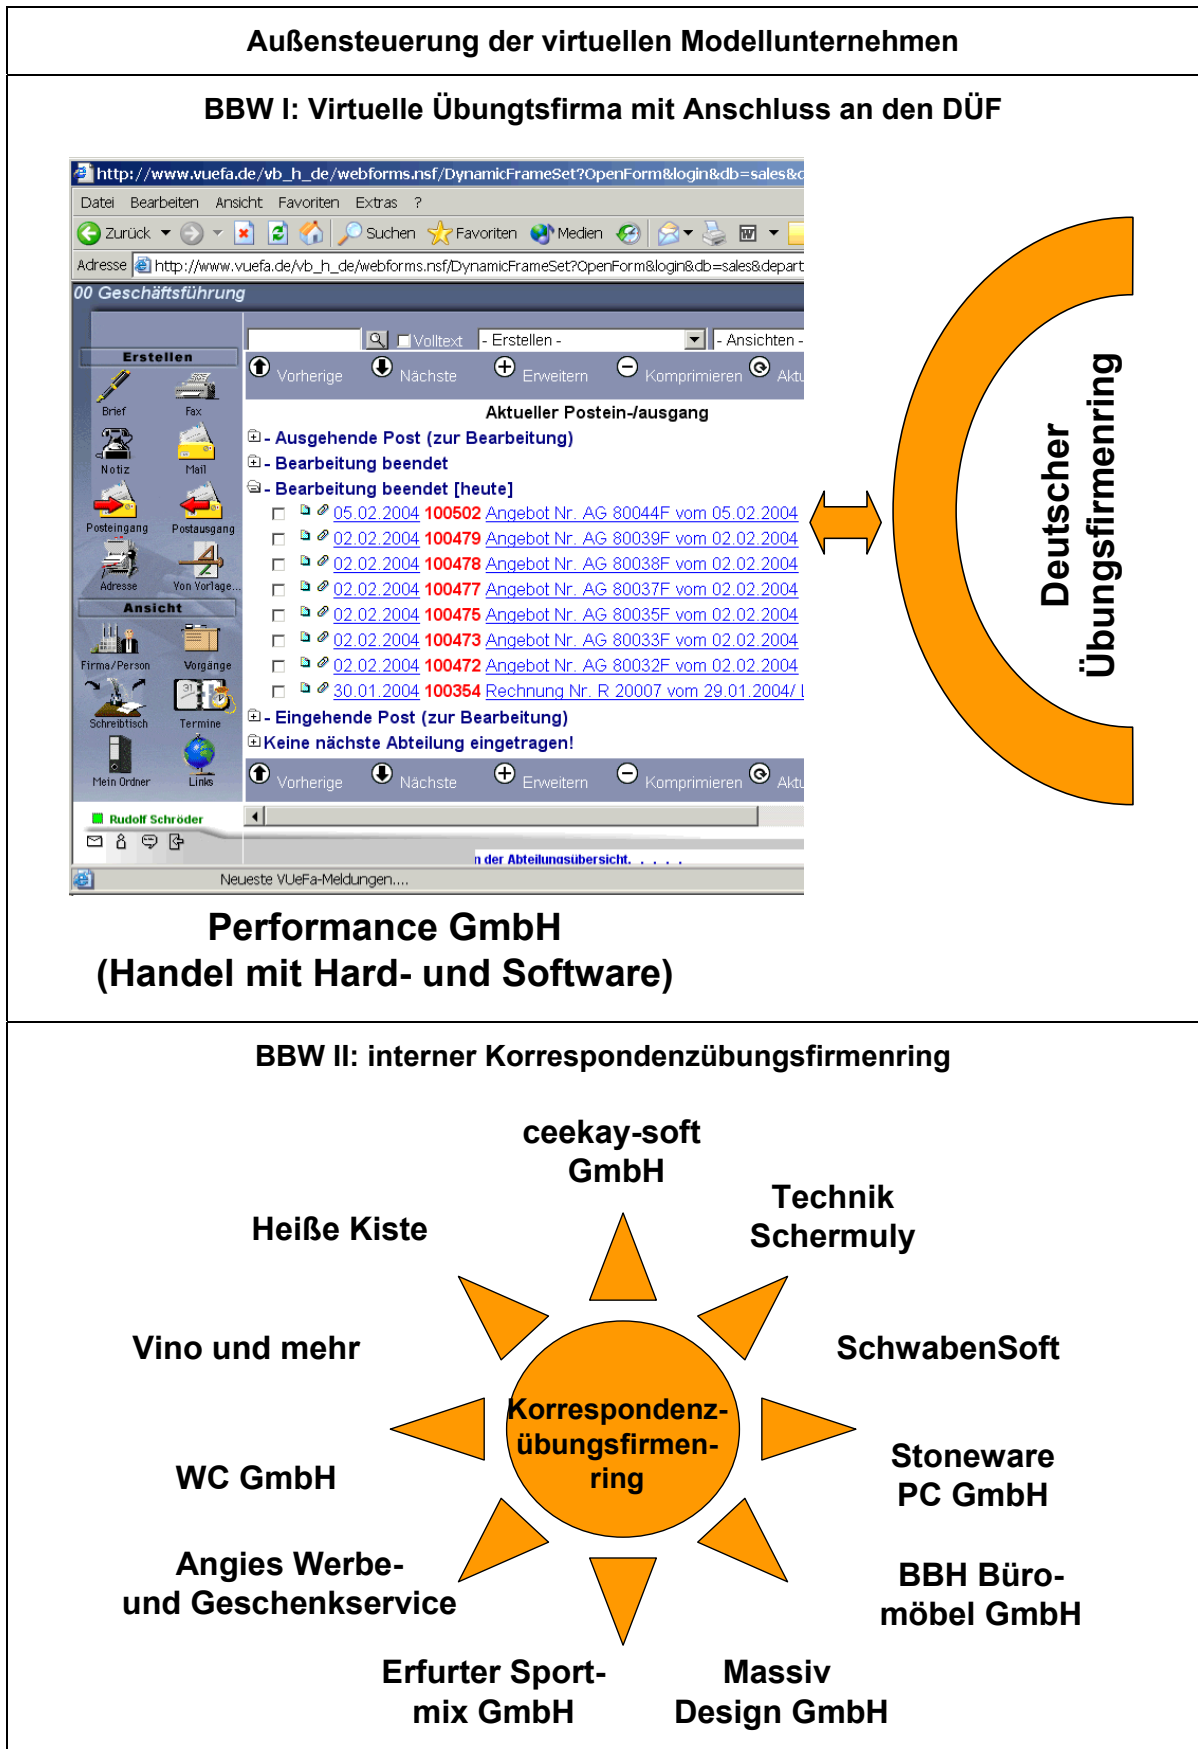 Außensteuerung der virtuellen Modellunternehmen
BBW I: Virtuelle Übungtsfirma mit Anschluss an den DÜF
http://www.vuefa.de/vb_h_de/webforms.nsf/DynamicFrameSet?OpenForm&login&db=sales&c
Datei Bearbeiten Ansicht Favoriten Extras ?
Zurück Suchen Favoriten Medien
Adresse http://www.vuefa.de/vb_h_de/webforms.nsf/DynamicFrameSet?OpenForm&login&db=sales&depart
00 Geschäftsführung
Volltext - Erstellen - - Ansichten -
Vorherige Nächste Erweitern Komprimieren Aktu
Erstellen
Brief Fax
Notiz Mail
Posteingang Postausgang
Adresse Von Vorlage...
Ansicht
Firma/Person Vorgänge
Schreibtisch Termine
Mein Ordner Links
Rudolf Schröder
Aktueller Postein-/ausgang
- Ausgehende Post (zur Bearbeitung)
- Bearbeitung beendet
- Bearbeitung beendet [heute]
05.02.2004 100502 Angebot Nr. AG 80044F vom 05.02.2004
02.02.2004 100479 Angebot Nr. AG 80039F vom 02.02.2004
02.02.2004 100478 Angebot Nr. AG 80038F vom 02.02.2004
02.02.2004 100477 Angebot Nr. AG 80037F vom 02.02.2004
02.02.2004 100475 Angebot Nr. AG 80035F vom 02.02.2004
02.02.2004 100473 Angebot Nr. AG 80033F vom 02.02.2004
02.02.2004 100472 Angebot Nr. AG 80032F vom 02.02.2004
30.01.2004 100354 Rechnung Nr. R 20007 vom 29.01.2004/ L
- Eingehende Post (zur Bearbeitung)
Keine nächste Abteilung eingetragen!
Vorherige Nächste Erweitern Komprimieren Aktu
n der Abteilungsübersicht. . . . .
Neueste VUeFa-Meldungen....
Deutscher
Übungsfirmenring
Performance GmbH
(Handel mit Hard- und Software)
BBW II: interner Korrespondenzübungsfirmenring
ceekay-soft
GmbH
Technik
Schermuly
Heiße Kiste
Vino und mehr
SchwabenSoft
Korrespondenz-
übungsfirmen-
ring
WC GmbH
Stoneware
PC GmbH
Angies Werbe-
und Geschenkservice
BBH Büro-
möbel GmbH
Erfurter Sport-
mix GmbH
Massiv
Design GmbH